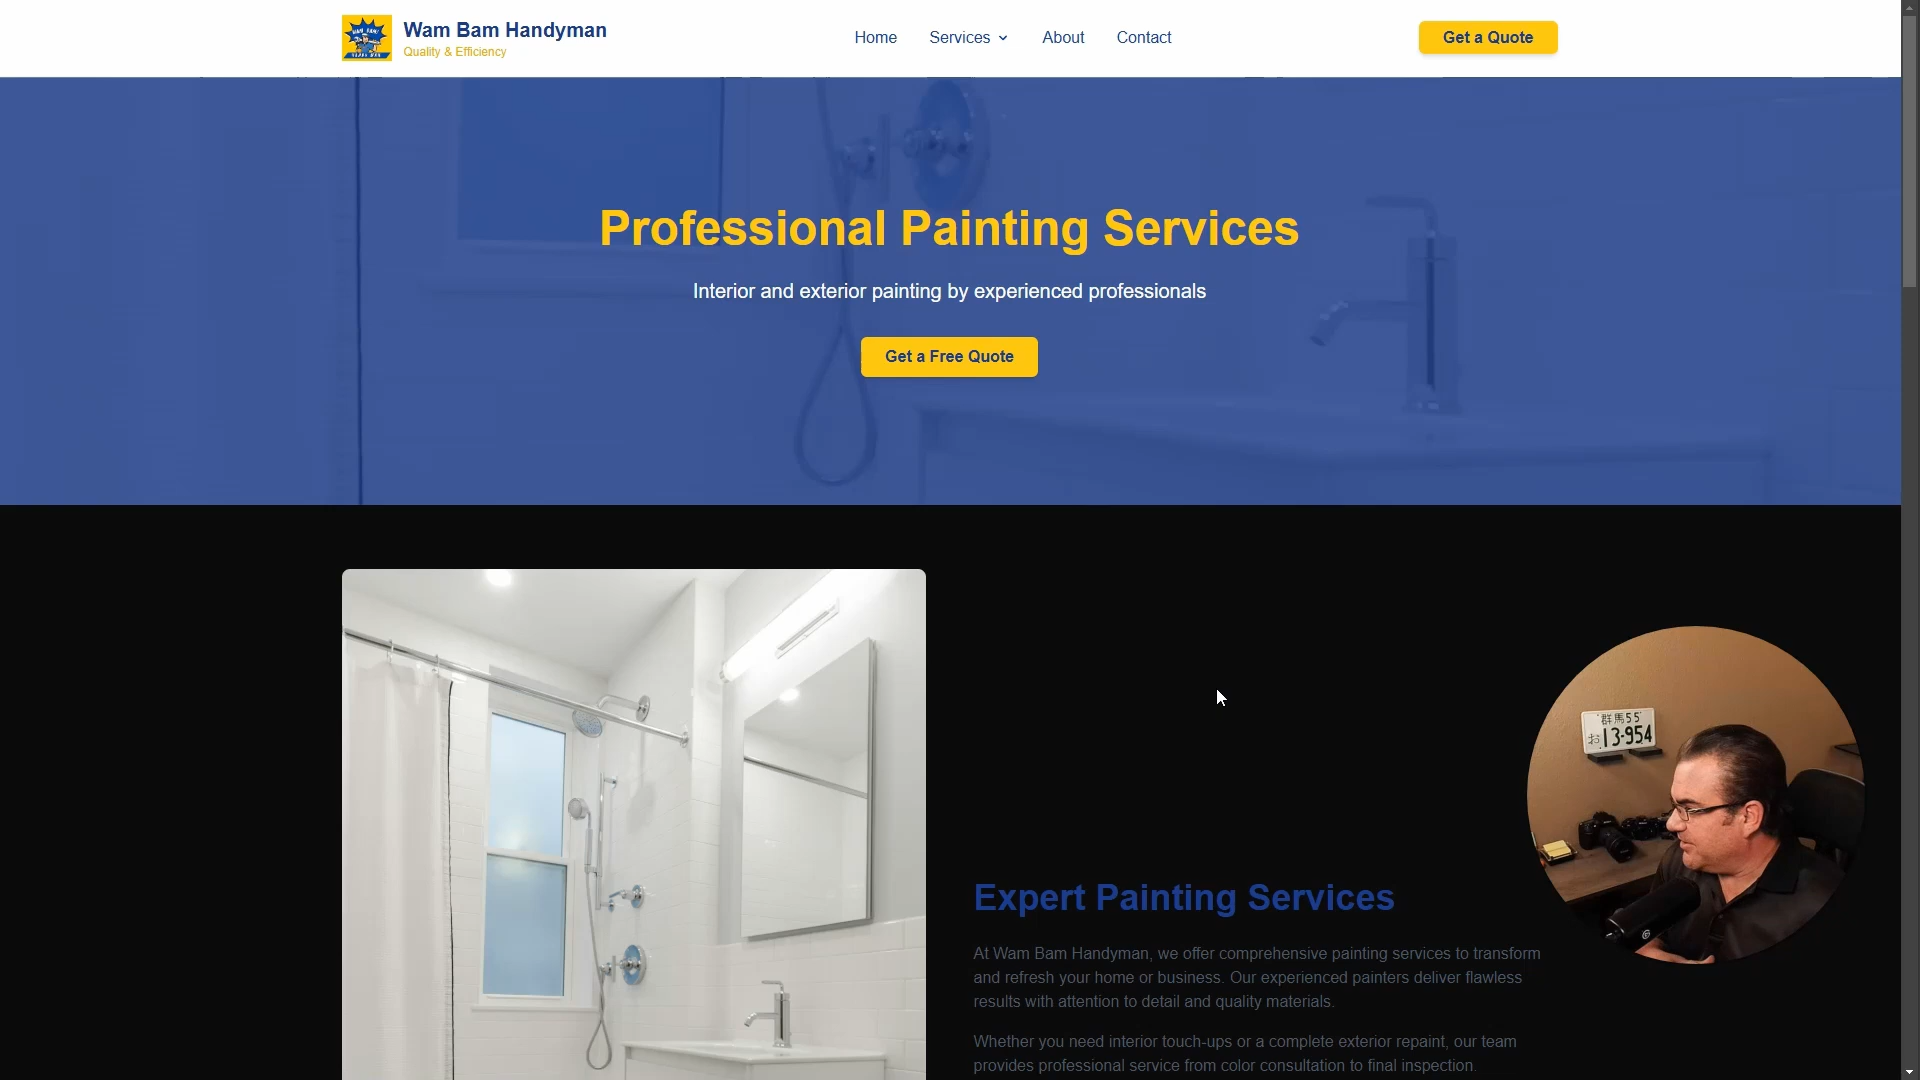 Wam Bam Handyman
Quality & Efficiency
Home
Services
About
Contact
Get a Quote
Professional Painting Services
Interior and exterior painting by experienced professionals
Get a Free Quote
群馬55
お13-954
Expert Painting Services
At Wam Bam Handyman, we offer comprehensive painting services to transform
and refresh your home or business. Our experienced painters deliver flawless
results with attention to detail and quality materials.
Whether you need interior touch-ups or a complete exterior repaint, our team
provides professional service from color consultation to final inspection.